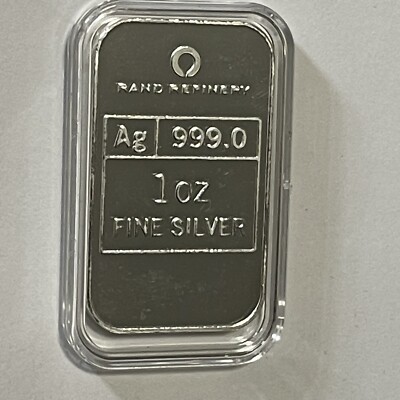 RAND REFINERY
Ag 999.0
1 oz
FINE SILVER